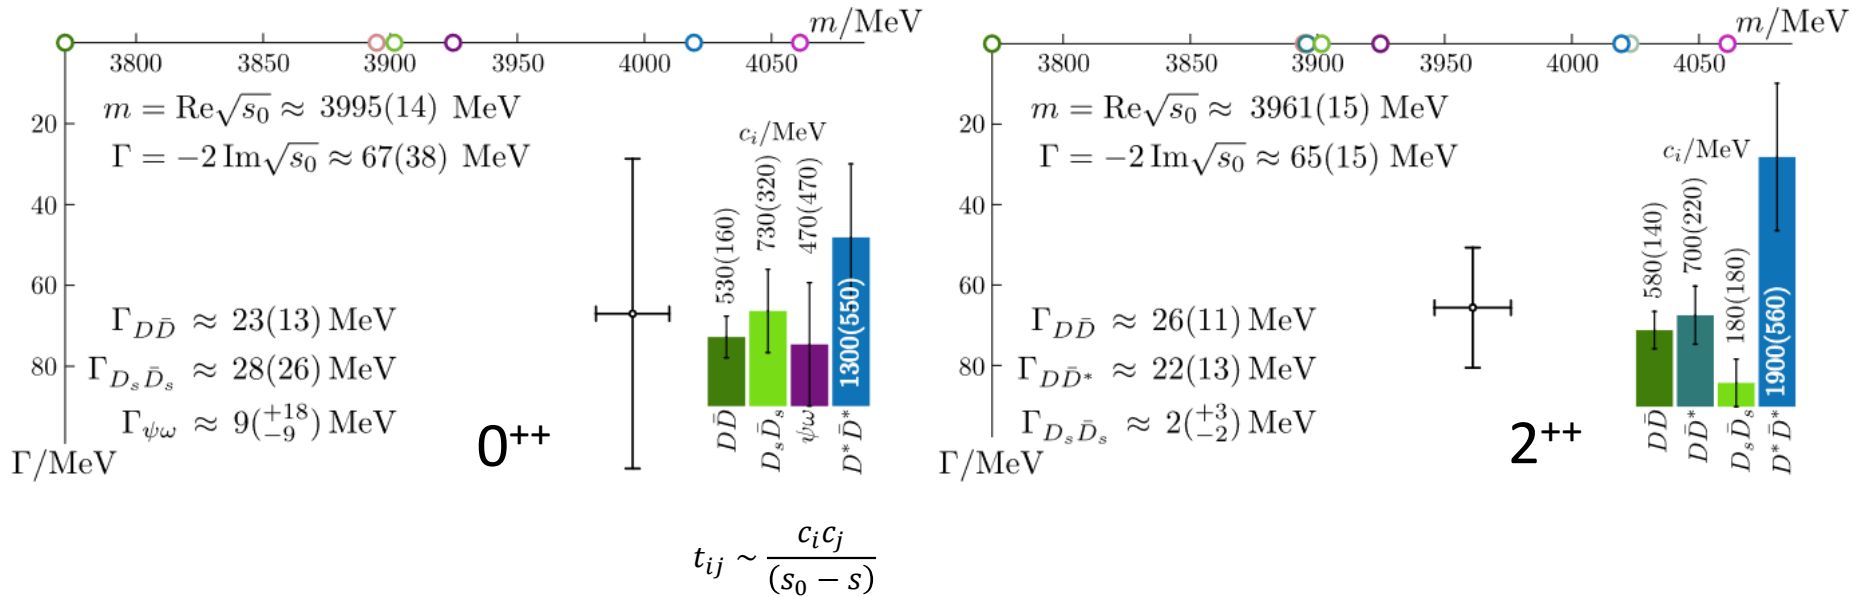 m/MeV
3800 3850 3900 3950 4000 4050
m = Re√s₀ ≈ 3995(14) MeV
Γ = −2 Im√s₀ ≈ 67(38) MeV
20
40
60
80
Γ/MeV
c_i/MeV
530(160)
730(320)
470(470)
1300(550)
Γ_{DD̄} ≈ 23(13) MeV
Γ_{D_sD̄_s} ≈ 28(26) MeV
Γ_{ψω} ≈ 9(^{+18}_{−9}) MeV
DD̄
D_sD̄_s
ψω
D*D̄*
0⁺⁺
m/MeV
3800 3850 3900 3950 4000 4050
m = Re√s₀ ≈ 3961(15) MeV
Γ = −2 Im√s₀ ≈ 65(15) MeV
20
40
60
80
Γ/MeV
c_i/MeV
580(140)
700(220)
180(180)
1900(560)
Γ_{DD̄} ≈ 26(11) MeV
Γ_{DD̄*} ≈ 22(13) MeV
Γ_{D_sD̄_s} ≈ 2(^{+3}_{−2}) MeV
DD̄
DD̄*
D_sD̄_s
D*D̄*
2⁺⁺
t_{ij} ~ c_i c_j / (s₀ − s)